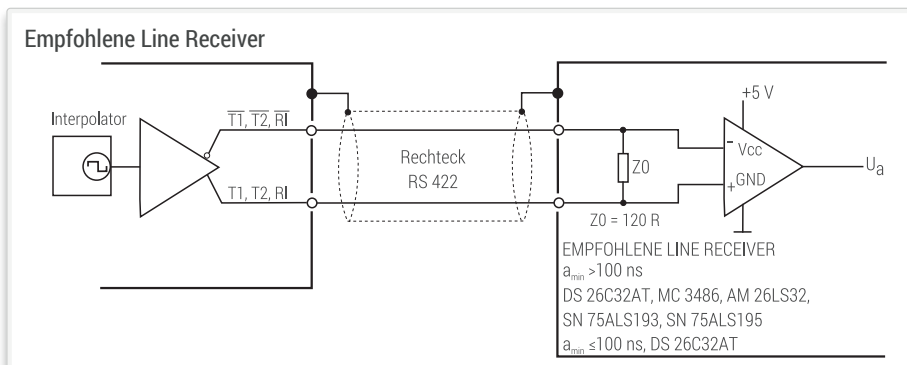 Empfohlene Line Receiver
Interpolator
T1, T2, RI
T1, T2, RI
Rechteck
RS 422
+5 V
- Vcc
+ GND
Ua
Z0
Z0 = 120 R
EMPFOHLENE LINE RECEIVER
amin >100 ns
DS 26C32AT, MC 3486, AM 26LS32,
SN 75ALS193, SN 75ALS195
amin ≤100 ns, DS 26C32AT